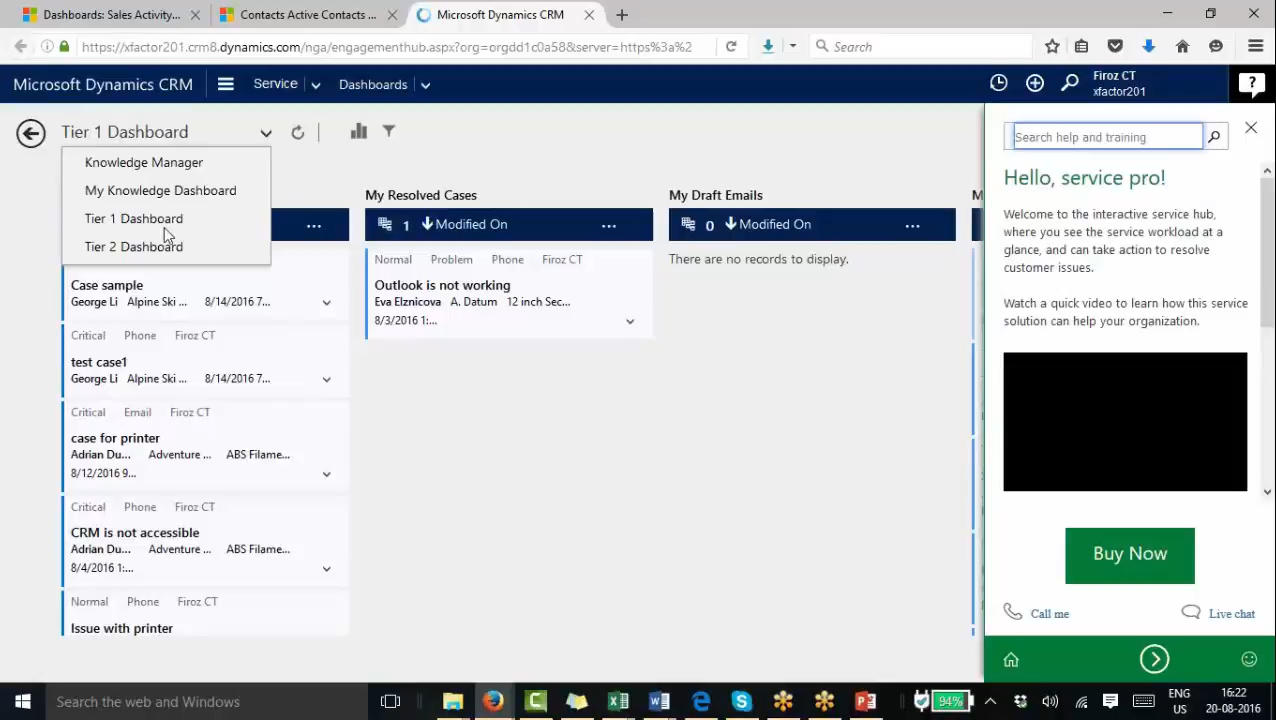 Dashboards: Sales Activity...
Contacts Active Contacts ...
Microsoft Dynamics CRM
https://xfactor201.crm8.dynamics.com/nga/engagementhub.aspx?org=orgdd1c0a58&server=https%3a%2
Search
Microsoft Dynamics CRM
Service
Dashboards
Firoz CT
xfactor201
?
Tier 1 Dashboard
Knowledge Manager
My Knowledge Dashboard
Tier 1 Dashboard
Tier 2 Dashboard
...
Case sample
George Li Alpine Ski ... 8/14/2016 7...
Critical Phone Firoz CT
test case1
George Li Alpine Ski ... 8/14/2016 7...
Critical Email Firoz CT
case for printer
Adrian Du... Adventure ... ABS Filame...
8/12/2016 9...
Critical Phone Firoz CT
CRM is not accessible
Adrian Du... Adventure ... ABS Filame...
8/4/2016 1:...
Normal Phone Firoz CT
Issue with printer
My Resolved Cases
1 Modified On ...
Normal Problem Phone Firoz CT
Outlook is not working
Eva Elznicova A. Datum 12 inch Sec...
8/3/2016 1:...
My Draft Emails
0 Modified On ...
There are no records to display.
M
Search help and training
Hello, service pro!
Welcome to the interactive service hub,
where you see the service workload at a
glance, and can take action to resolve
customer issues.
Watch a quick video to learn how this service
solution can help your organization.
Buy Now
Call me
Live chat
Search the web and Windows
94%
ENG
US
16:22
20-08-2016